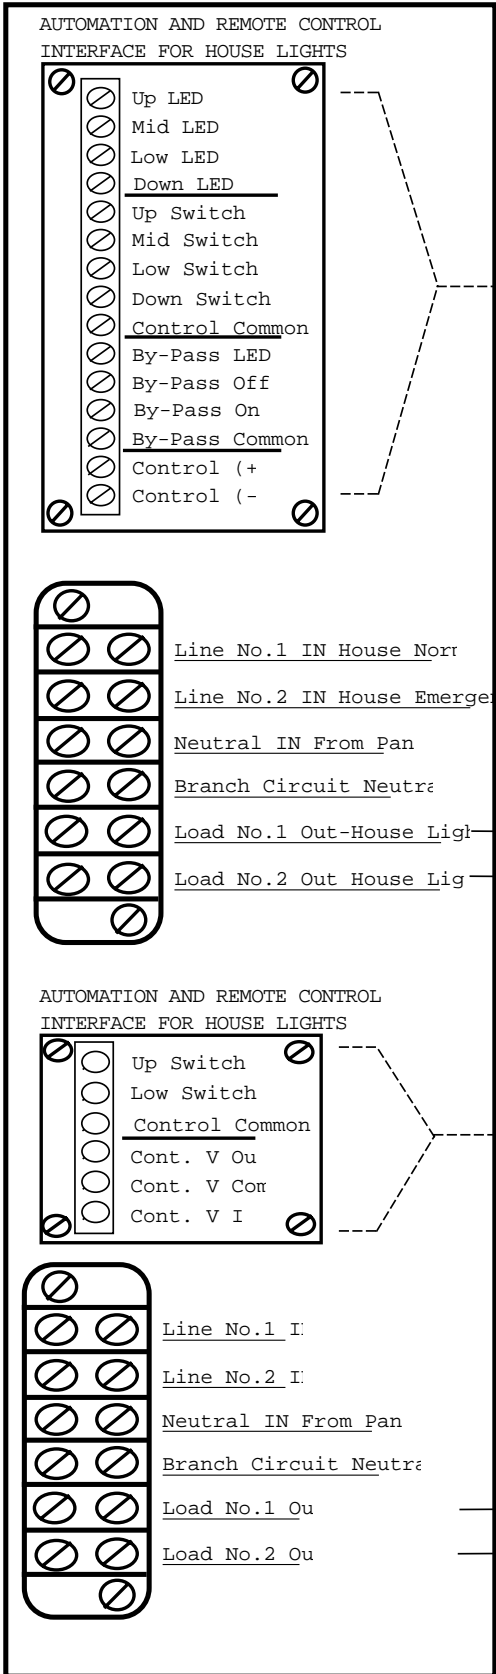 AUTOMATION AND REMOTE CONTROL
INTERFACE FOR HOUSE LIGHTS
Up LED
Mid LED
Low LED
Down LED
Up Switch
Mid Switch
Low Switch
Down Switch
Control Common
By-Pass LED
By-Pass Off
By-Pass On
By-Pass Common
Control (+
Control (-
Line No.1 IN House Nor
Line No.2 IN House Emerge
Neutral IN From Pan
Branch Circuit Neutra
Load No.1 Out-House Lig
Load No.2 Out House Lig
AUTOMATION AND REMOTE CONTROL
INTERFACE FOR HOUSE LIGHTS
Up Switch
Low Switch
Control Common
Cont. V Ou
Cont. V Com
Cont. V I
Line No.1 I
Line No.2 I
Neutral IN From Pan
Branch Circuit Neutra
Load No.1 Ou
Load No.2 Ou